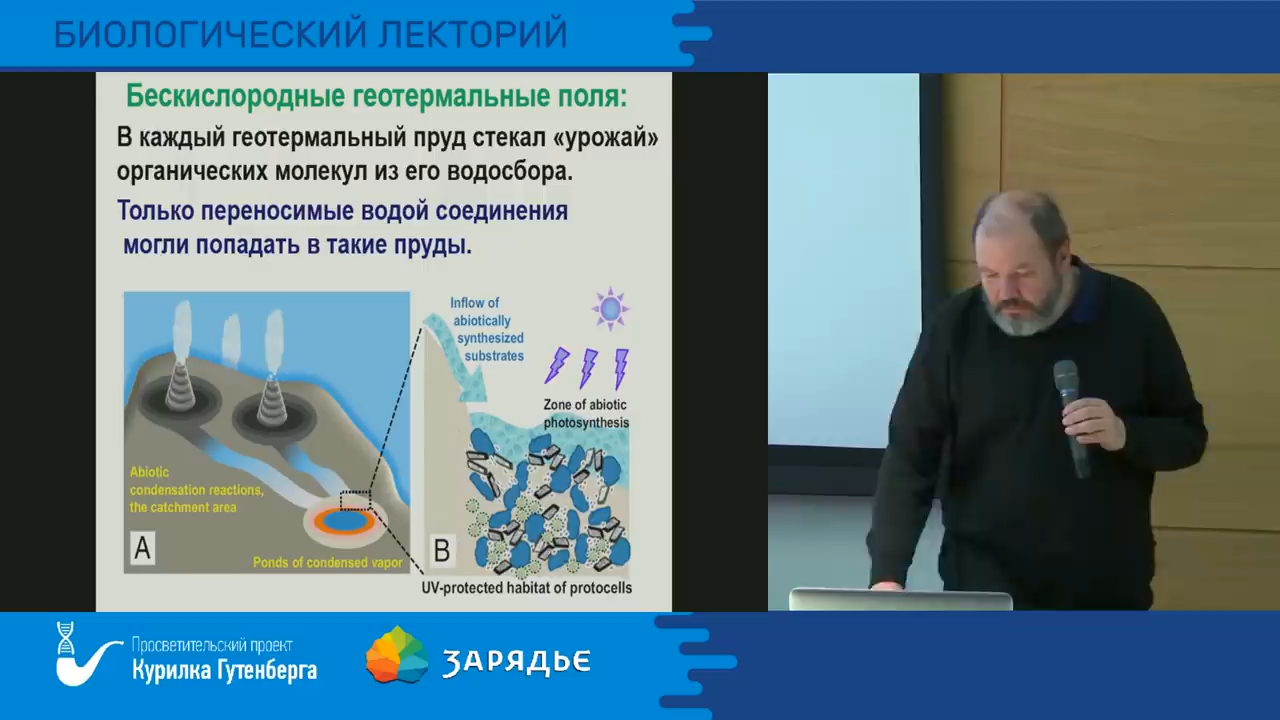 БИОЛОГИЧЕСКИЙ ЛЕКТОРИЙ
Бескислородные геотермальные поля:
В каждый геотермальный пруд стекал «урожай»
органических молекул из его водосбора.
Только переносимые водой соединения
могли попадать в такие пруды.
Abiotic
condensation reactions,
the catchment area
A
Ponds of condensed vapor
Inflow of
abiotically
synthesized
substrates
Zone of abiotic
photosynthesis
B
UV-protected habitat of protocells
Просветительский проект
Курилка Гутенберга
ЗАРЯДЬЕ